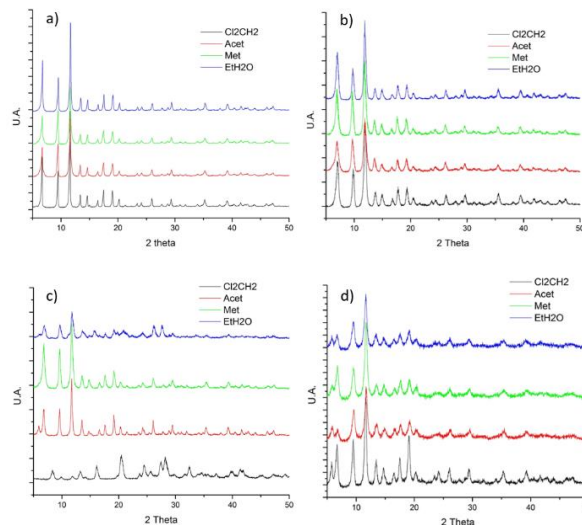 a)
Cl2CH2
Acet
Met
EtH2O
U.A.
10 20 30 40 50
2 theta
b)
Cl2CH2
Acet
Met
EtH2O
U.A.
10 20 30 40 50
2 Theta
c)
Cl2CH2
Acet
Met
EtH2O
U.A.
10 20 30 40 50
2 Theta
d)
Cl2CH2
Acet
Met
EtH2O
U.A.
10 20 30 40
2 Theta